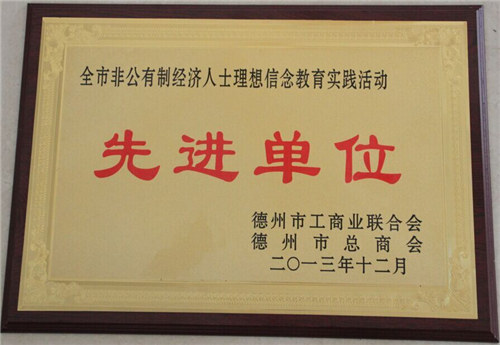 全市非公有制经济人士理想信念教育实践活动
先进单位
德州市工商业联合会
德州市总商会
二〇一三年十二月